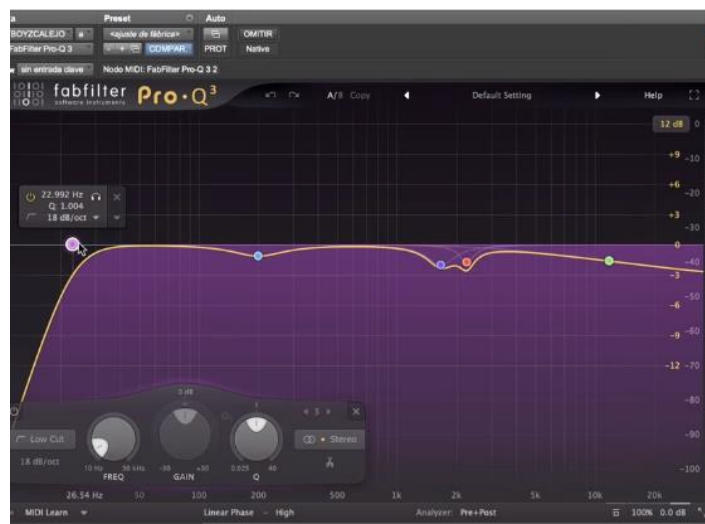 a Preset Auto
BOYZCALEJO a <ajuste de fábrica> OMITIR
FabFilter Pro-Q 3 - + COMPAR. PROT Native
sin entrada clave Nodo MIDI: FabFilter Pro-Q 3 2
fabfilter Pro·Q3 A/B Copy Default Setting Help
software instruments
12 dB 0
+9 -10
+6 -20
22.992 Hz
Q: 1.004
18 dB/oct
+3 -30
0 -40
-3 -50
-6 -60
-9
-12 -70
-80
-90
-100
0 dB
5
Low Cut Stereo
18 dB/oct
10 Hz 30 kHz -30 +30 0.025 40
FREQ GAIN Q
26.54 Hz 50 100 200 500 1k 2k 5k 10k 20k
MIDI Learn Linear Phase - High Analyzer: Pre+Post 100% 0.0 dB